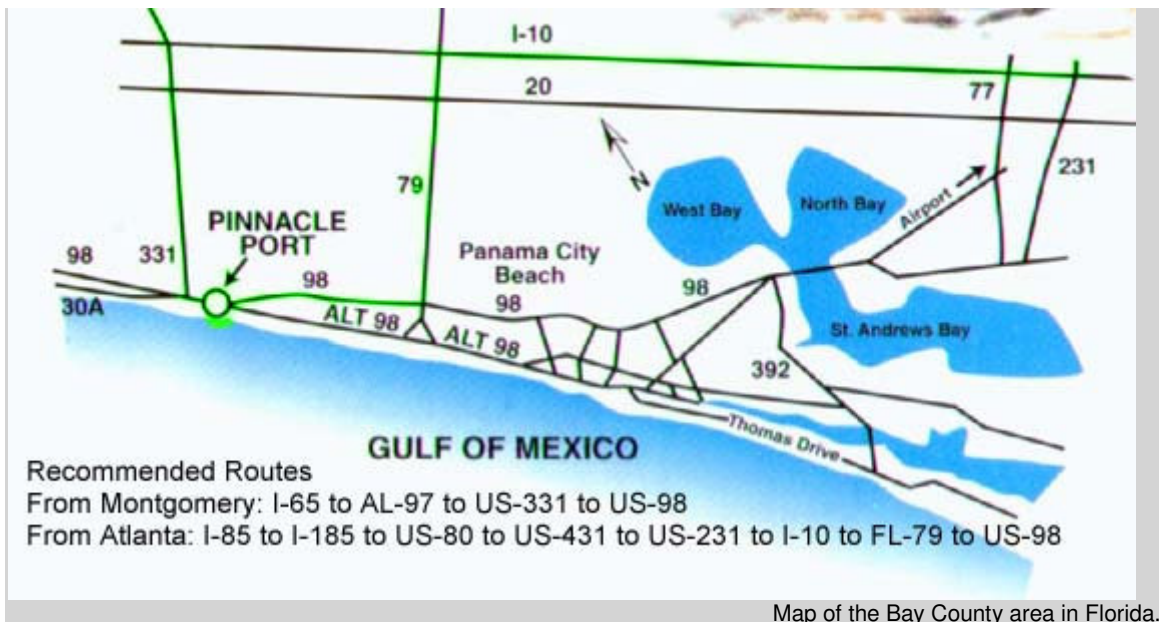 I-10
20
77
79
231
N
West Bay
North Bay
Airport
PINNACLE
PORT
98
331
98
Panama City
Beach
98
98
30A
ALT 98
ALT 98
St. Andrews Bay
392
Thomas Drive
GULF OF MEXICO
Recommended Routes
From Montgomery: I-65 to AL-97 to US-331 to US-98
From Atlanta: I-85 to I-185 to US-80 to US-431 to US-231 to I-10 to FL-79 to US-98
Map of the Bay County area in Florida.